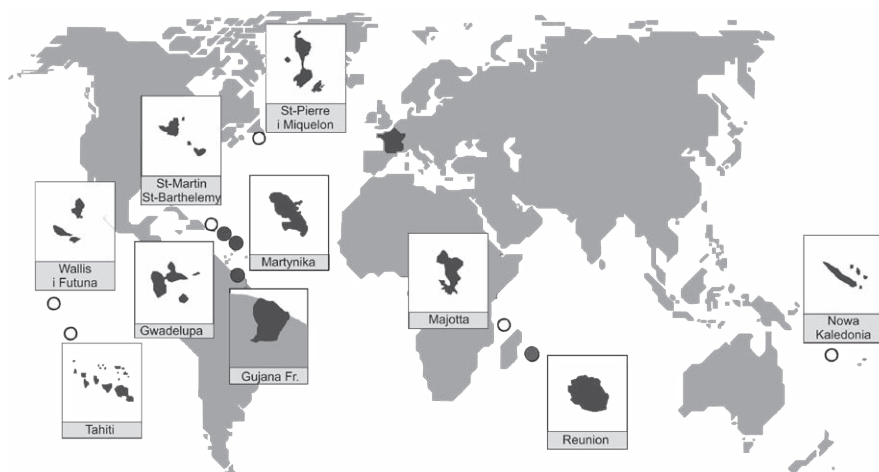 St-Pierre
i Miquelon
St-Martin
St-Barthelemy
Martynika
Wallis
i Futuna
Gwadelupa
Majotta
Nowa
Kaledonia
Gujana Fr.
Tahiti
Reunion